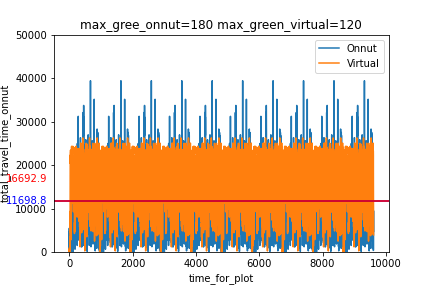 max_gree_onnut=180 max_green_virtual=120
50000
40000
30000
20000
10000
0
16692.9
11698.8
total_travel_time_onnut
Onnut
Virtual
0
2000
4000
6000
8000
10000
time_for_plot